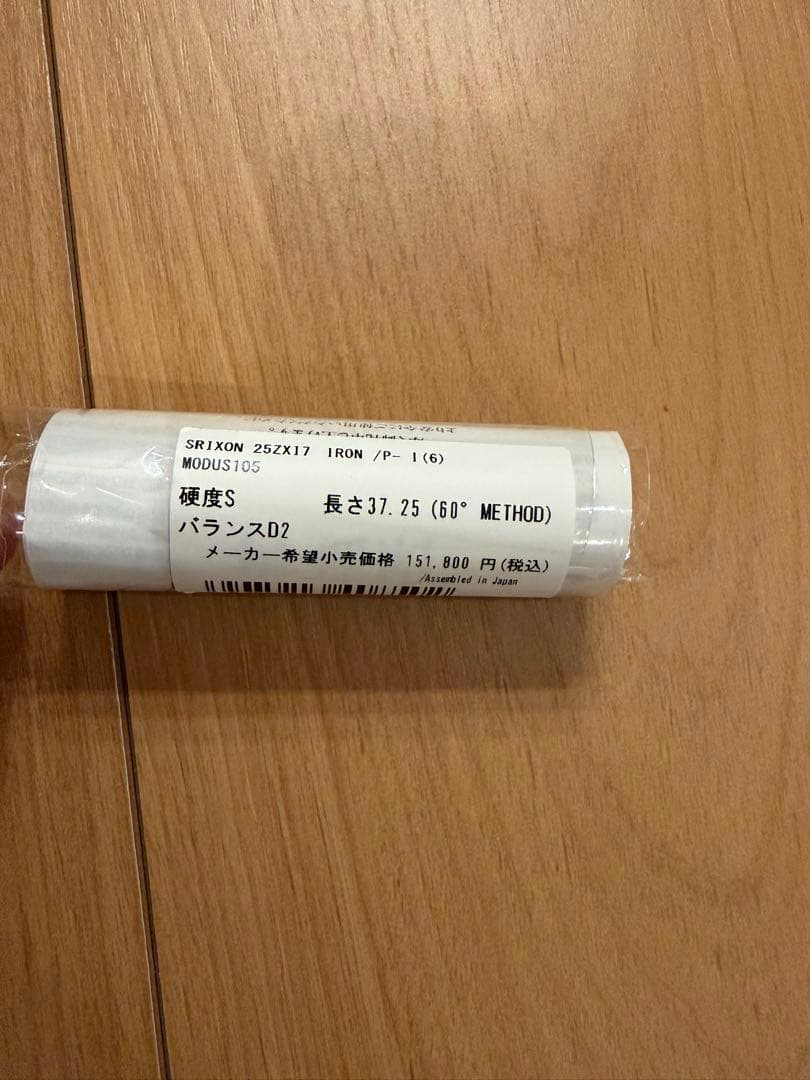 SRIXON 25ZXI7 IRON /P- I(6)
MODUS105
硬度S 長さ37.25 (60° METHOD)
バランスD2
メーカー希望小売価格 151,800 円(税込)
/Assembled in Japan